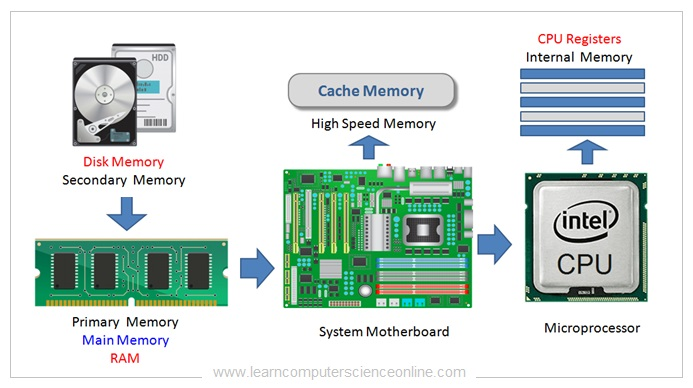 HDD
Disk Memory
Secondary Memory
Cache Memory
High Speed Memory
CPU Registers
Internal Memory
intel
CPU
Primary Memory
Main Memory
RAM
System Motherboard
Microprocessor
www.learncomputerscienceonline.com